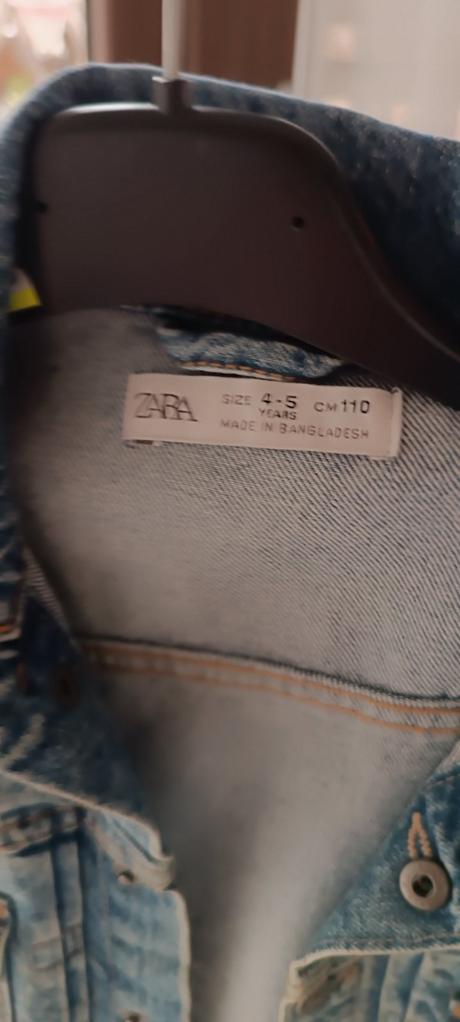 ZARA SIZE 4-5 CM 110
YEARS
MADE IN BANGLADESH